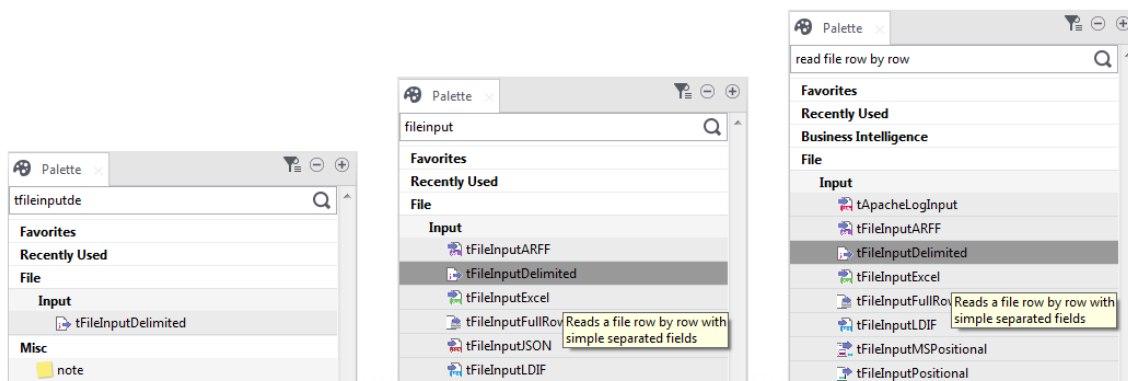 Palette
tfileinputde
Favorites
Recently Used
File
Input
tFileInputDelimited
Misc
note
Palette
fileinput
Favorites
Recently Used
File
Input
tFileInputARFF
tFileInputDelimited
tFileInputExcel
tFileInputFullRow
Reads a file row by row with
simple separated fields
tFileInputJSON
tFileInputLDIF
Palette
read file row by row
Favorites
Recently Used
Business Intelligence
File
Input
tApacheLogInput
tFileInputARFF
tFileInputDelimited
tFileInputExcel
tFileInputFullRow
Reads a file row by row with
simple separated fields
tFileInputLDIF
tFileInputMSPositional
tFileInputPositional